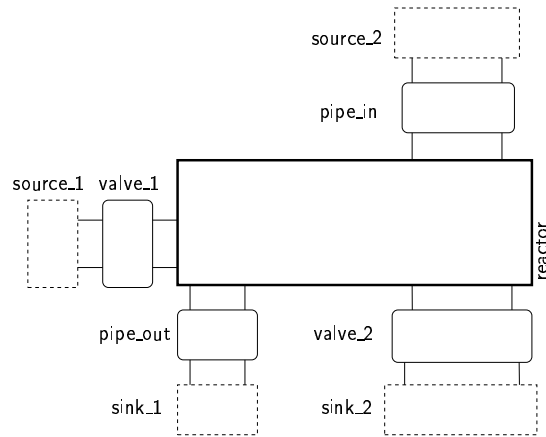 source_2
pipe_in
source_1 valve_1
reactor
pipe_out valve_2
sink_1 sink_2